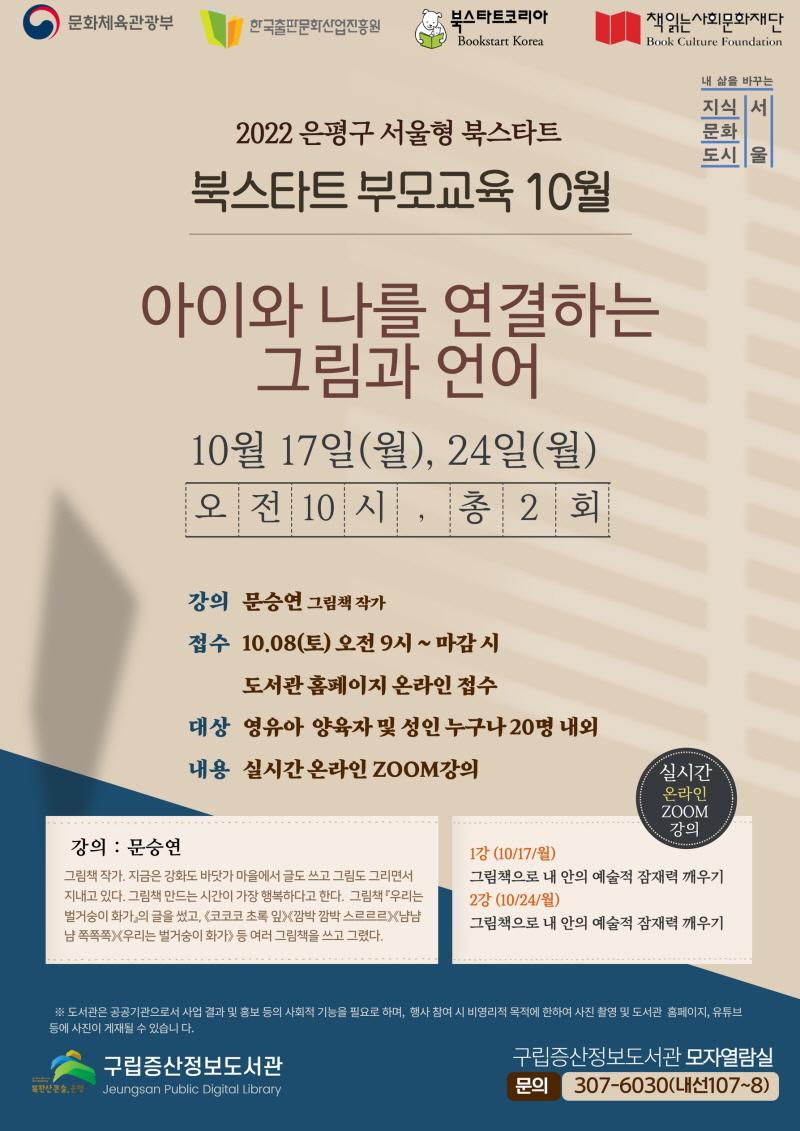 문화체육관광부
한국출판문화산업진흥원
북스타트코리아
Bookstart Korea
책읽는사회문화재단
Book Culture Foundation
내 삶을 바꾸는
지식 서
문화
도시 울
2022 은평구 서울형 북스타트
북스타트 부모교육 10월
아이와 나를 연결하는
그림과 언어
10월 17일(월), 24일(월)
오전10시, 총2회
강의 문승연 그림책 작가
접수 10.08(토) 오전 9시 ~ 마감 시
도서관 홈페이지 온라인 접수
대상 영유아 양육자 및 성인 누구나 20명 내외
내용 실시간 온라인 ZOOM강의
실시간
온라인
ZOOM
강의
강의 : 문승연
그림책 작가. 지금은 강화도 바닷가 마을에서 글도 쓰고 그림도 그리면서
지내고 있다. 그림책 만드는 시간이 가장 행복하다고 한다. 그림책 『우리는
벌거숭이 화가』의 글을 썼고, 《코코코 초록 잎》《깜박 깜박 스르르르》《냠냠
냠 쪽쪽쪽》《우리는 벌거숭이 화가》 등 여러 그림책을 쓰고 그렸다.
1강 (10/17/월)
그림책으로 내 안의 예술적 잠재력 깨우기
2강 (10/24/월)
그림책으로 내 안의 예술적 잠재력 깨우기
※ 도서관은 공공기관으로서 사업 결과 및 홍보 등의 사회적 기능을 필요로 하며, 행사 참여 시 비영리적 목적에 한하여 사진 촬영 및 도서관 홈페이지, 유튜브
등에 사진이 게재될 수 있습니 다.
북한산큰숲, 은평
구립증산정보도서관
Jeungsan Public Digital Library
구립증산정보도서관 모자열람실
문의 307-6030(내선107~8)